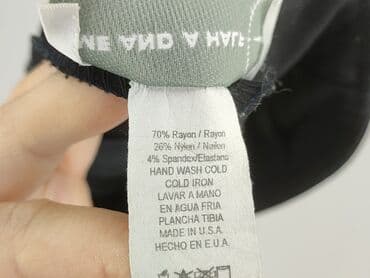 NE AND A HALF
70% Rayon / Rayon
26% Nylon / Nailon
4% Spandex/Elastano
HAND WASH COLD
COLD IRON
LAVAR A MANO
EN AGUA FRIA
PLANCHA TIBIA
MADE IN U.S.A.
HECHO EN E.U.A.